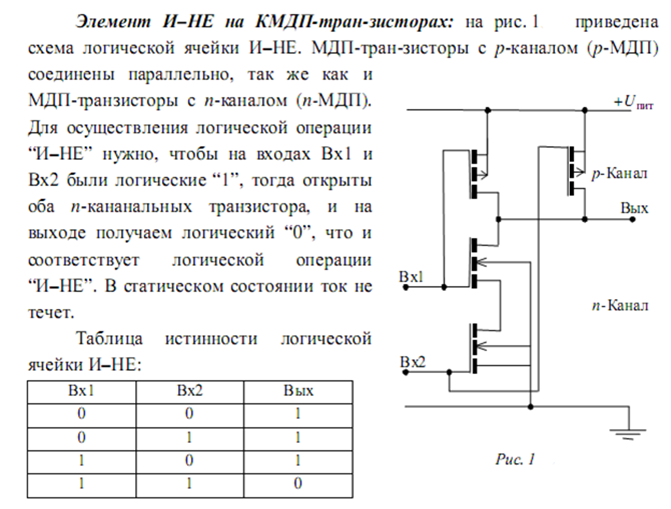 Элемент И–НЕ на КМДП-тран-зисторах: на рис. 1 приведена
схема логической ячейки И–НЕ. МДП-тран-зисторы с p-каналом (p-МДП)
соединены параллельно, так же как и
МДП-транзисторы с n-каналом (n-МДП).
Для осуществления логической операции
“И–НЕ” нужно, чтобы на входах Вх1 и
Вх2 были логические “1”, тогда открыты
оба n-кананальных транзистора, и на
выходе получаем логический “0”, что и
соответствует логической операции
“И–НЕ”. В статическом состоянии ток не
течет.
Таблица истинности логической
ячейки И–НЕ:
Вх1 Вх2 Вых
0 0 1
0 1 1
1 0 1
1 1 0
+Uпит
p-Канал
Вых
Вх1
n-Канал
Вх2
Рис. 1